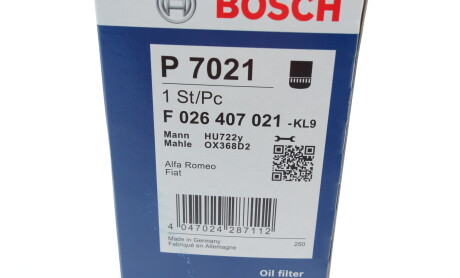 BOSCH
P 7021
1 St/Pc
F 026 407 021 -KL9
Mann HU722y
Mahle OX368D2
Alfa Romeo
Fiat
4 047024 287112
Made in Germany
Fabriqué en Allemagne 250
Oil filter